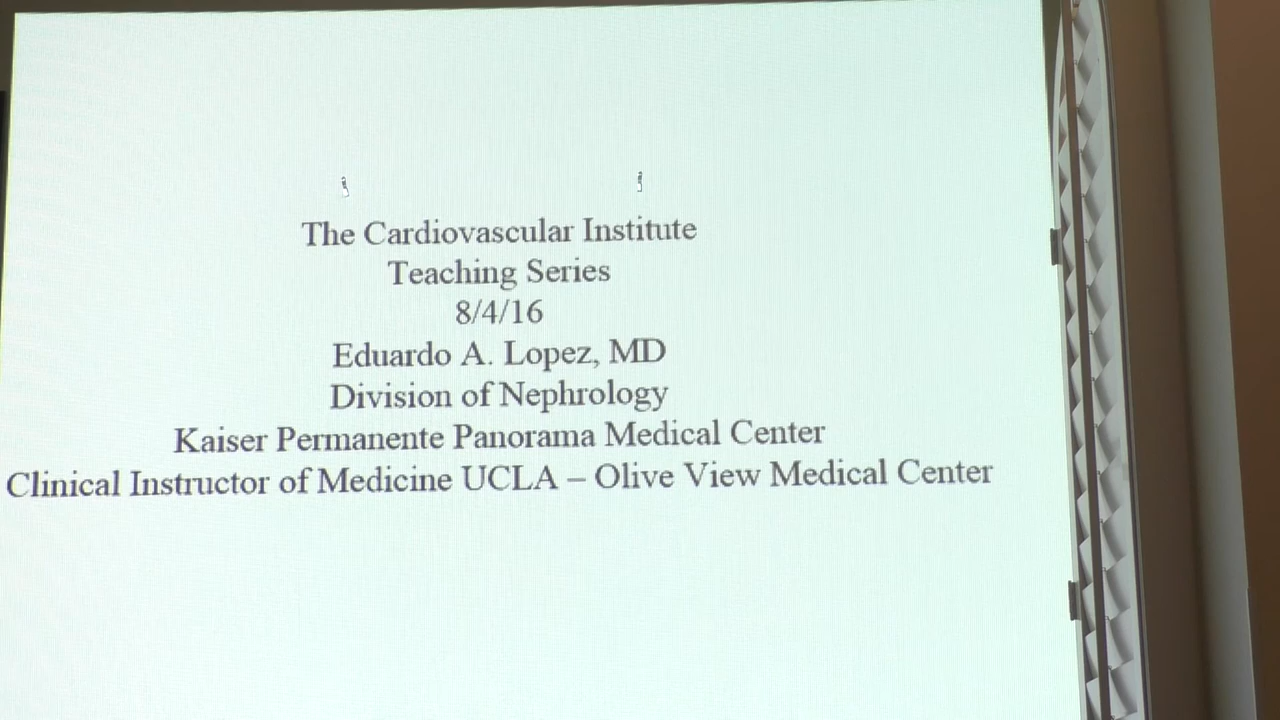 The Cardiovascular Institute
Teaching Series
8/4/16
Eduardo A. Lopez, MD
Division of Nephrology
Kaiser Permanente Panorama Medical Center
Clinical Instructor of Medicine UCLA – Olive View Medical Center